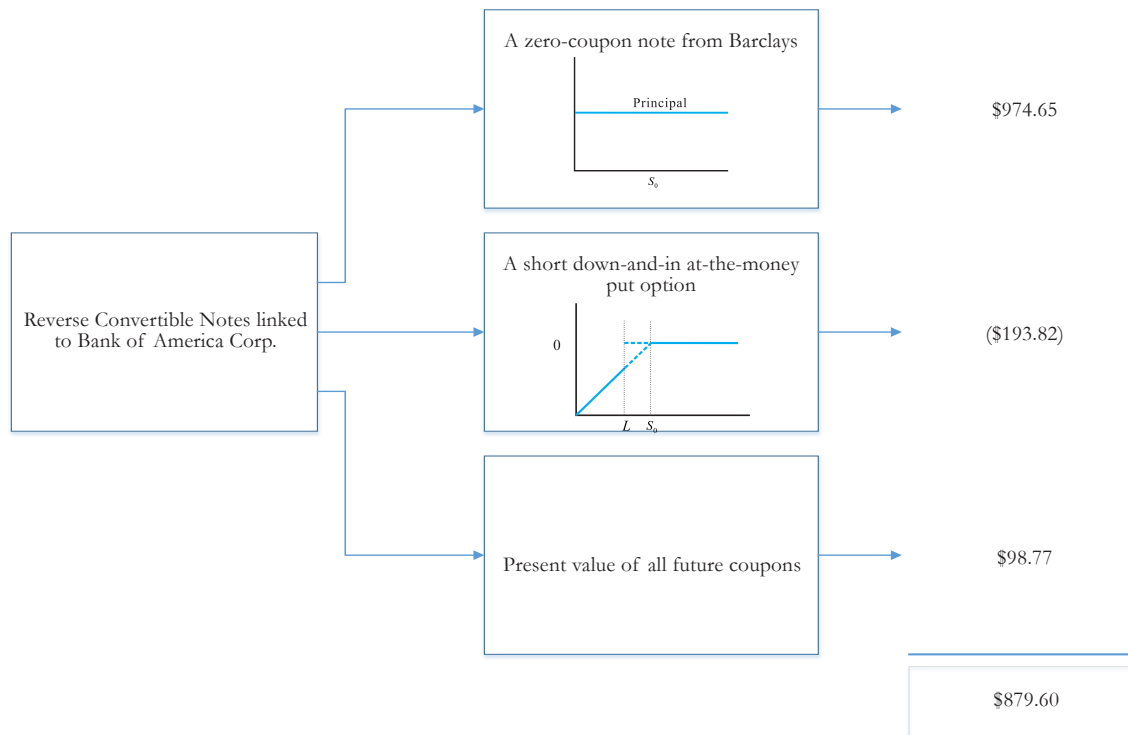 A zero-coupon note from Barclays
Principal
S₀
$974.65
Reverse Convertible Notes linked
to Bank of America Corp.
A short down-and-in at-the-money
put option
0
L S₀
($193.82)
Present value of all future coupons
$98.77
$879.60